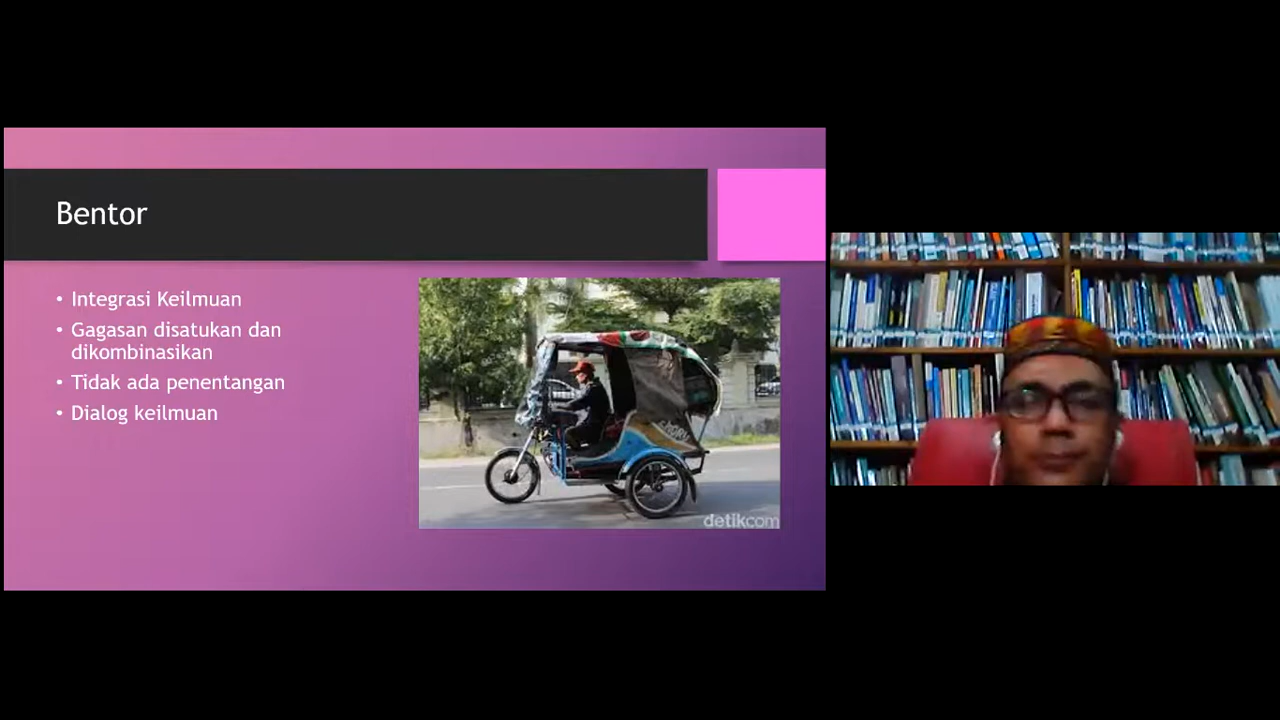 Bentor
• Integrasi Keilmuan
• Gagasan disatukan dan
dikombinasikan
• Tidak ada penentangan
• Dialog keilmuan
detikcom